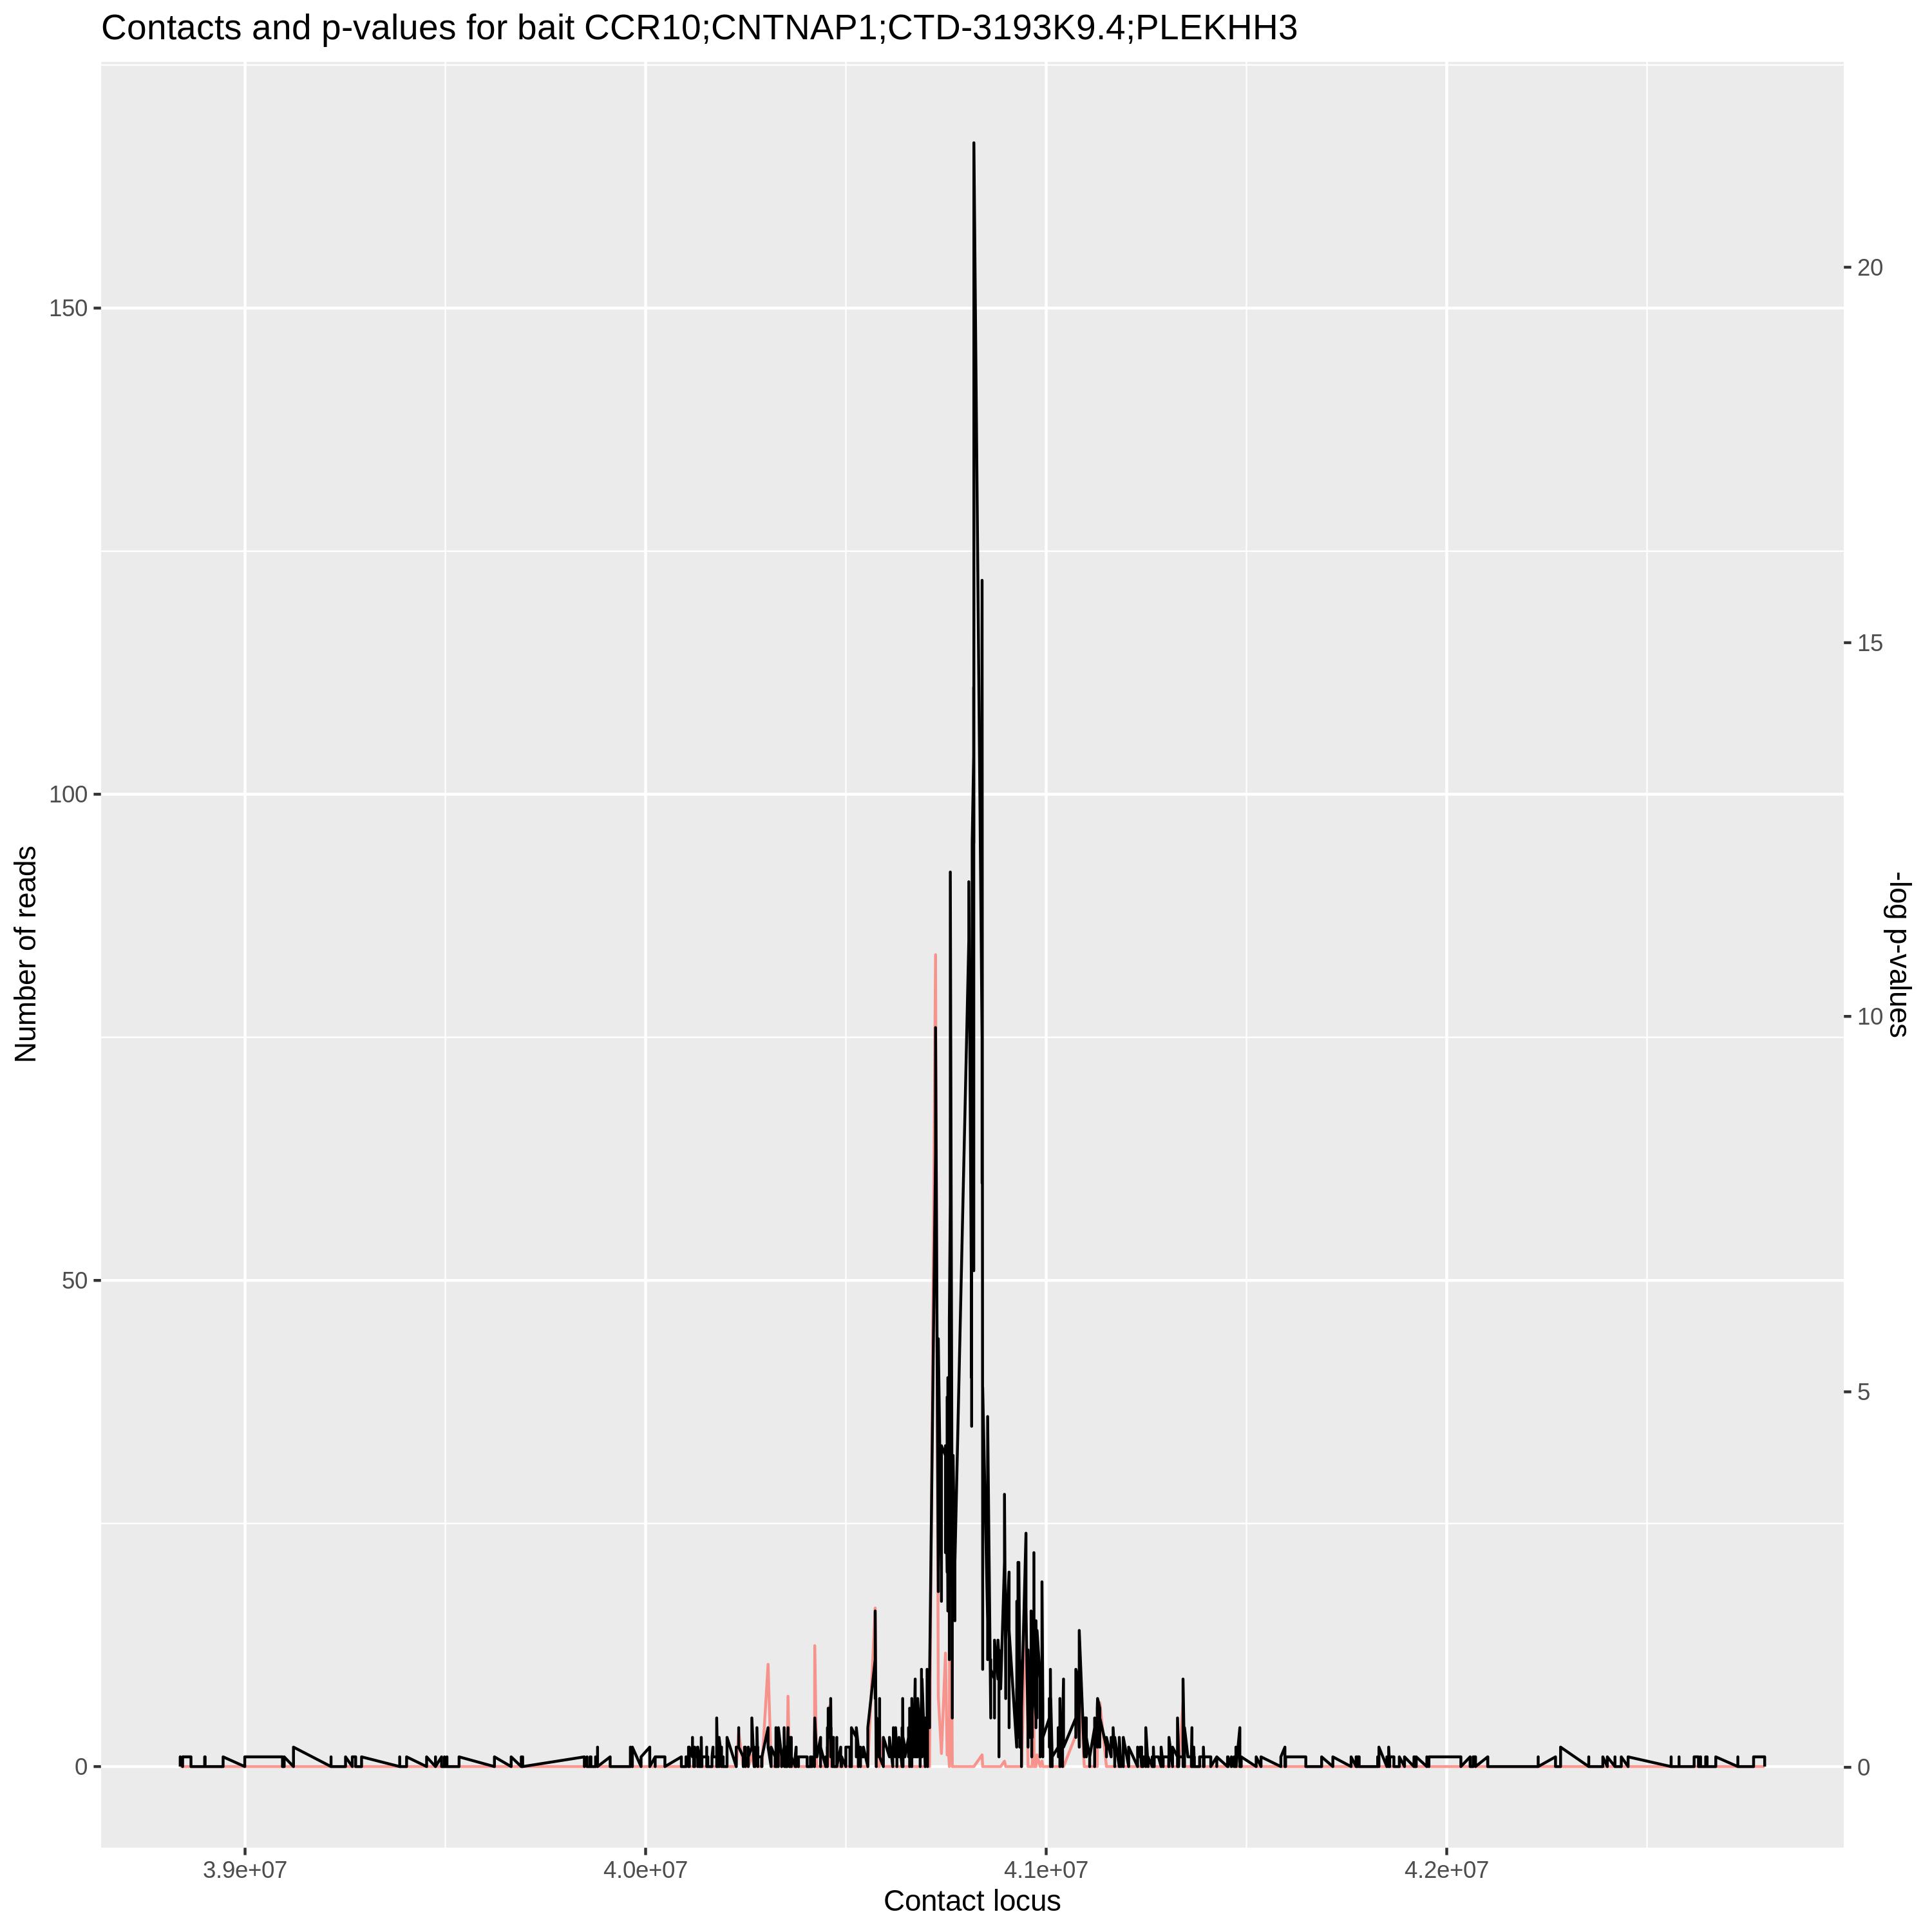 Contacts and p-values for bait CCR10;CNTNAP1;CTD-3193K9.4;PLEKHH3
150
100
50
0
Number of reads
20
15
10
5
0
-log p-values
3.9e+07
4.0e+07
4.1e+07
4.2e+07
Contact locus